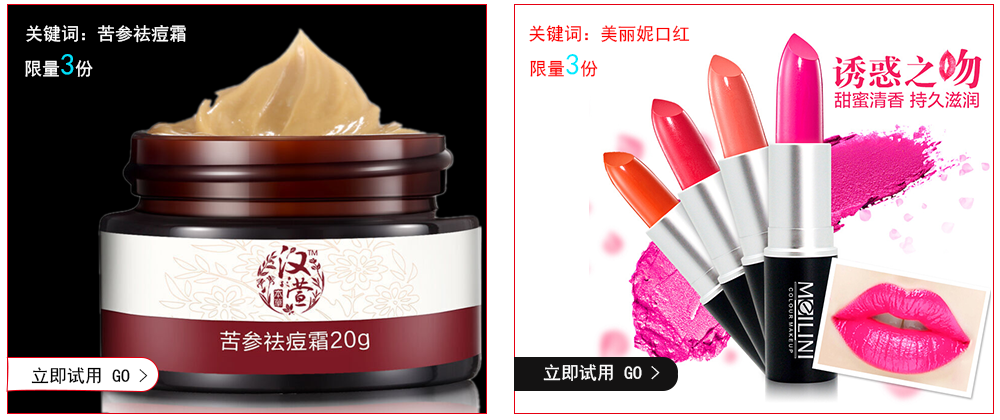 关键词：苦参祛痘霜
限量3份
汉萱
TM
苦参祛痘霜20g
立即试用 GO >
关键词：美丽妮口红
限量3份
诱惑之吻
甜蜜清香 持久滋润
MEILINI
COLOUR MAKEUP
立即试用 GO >